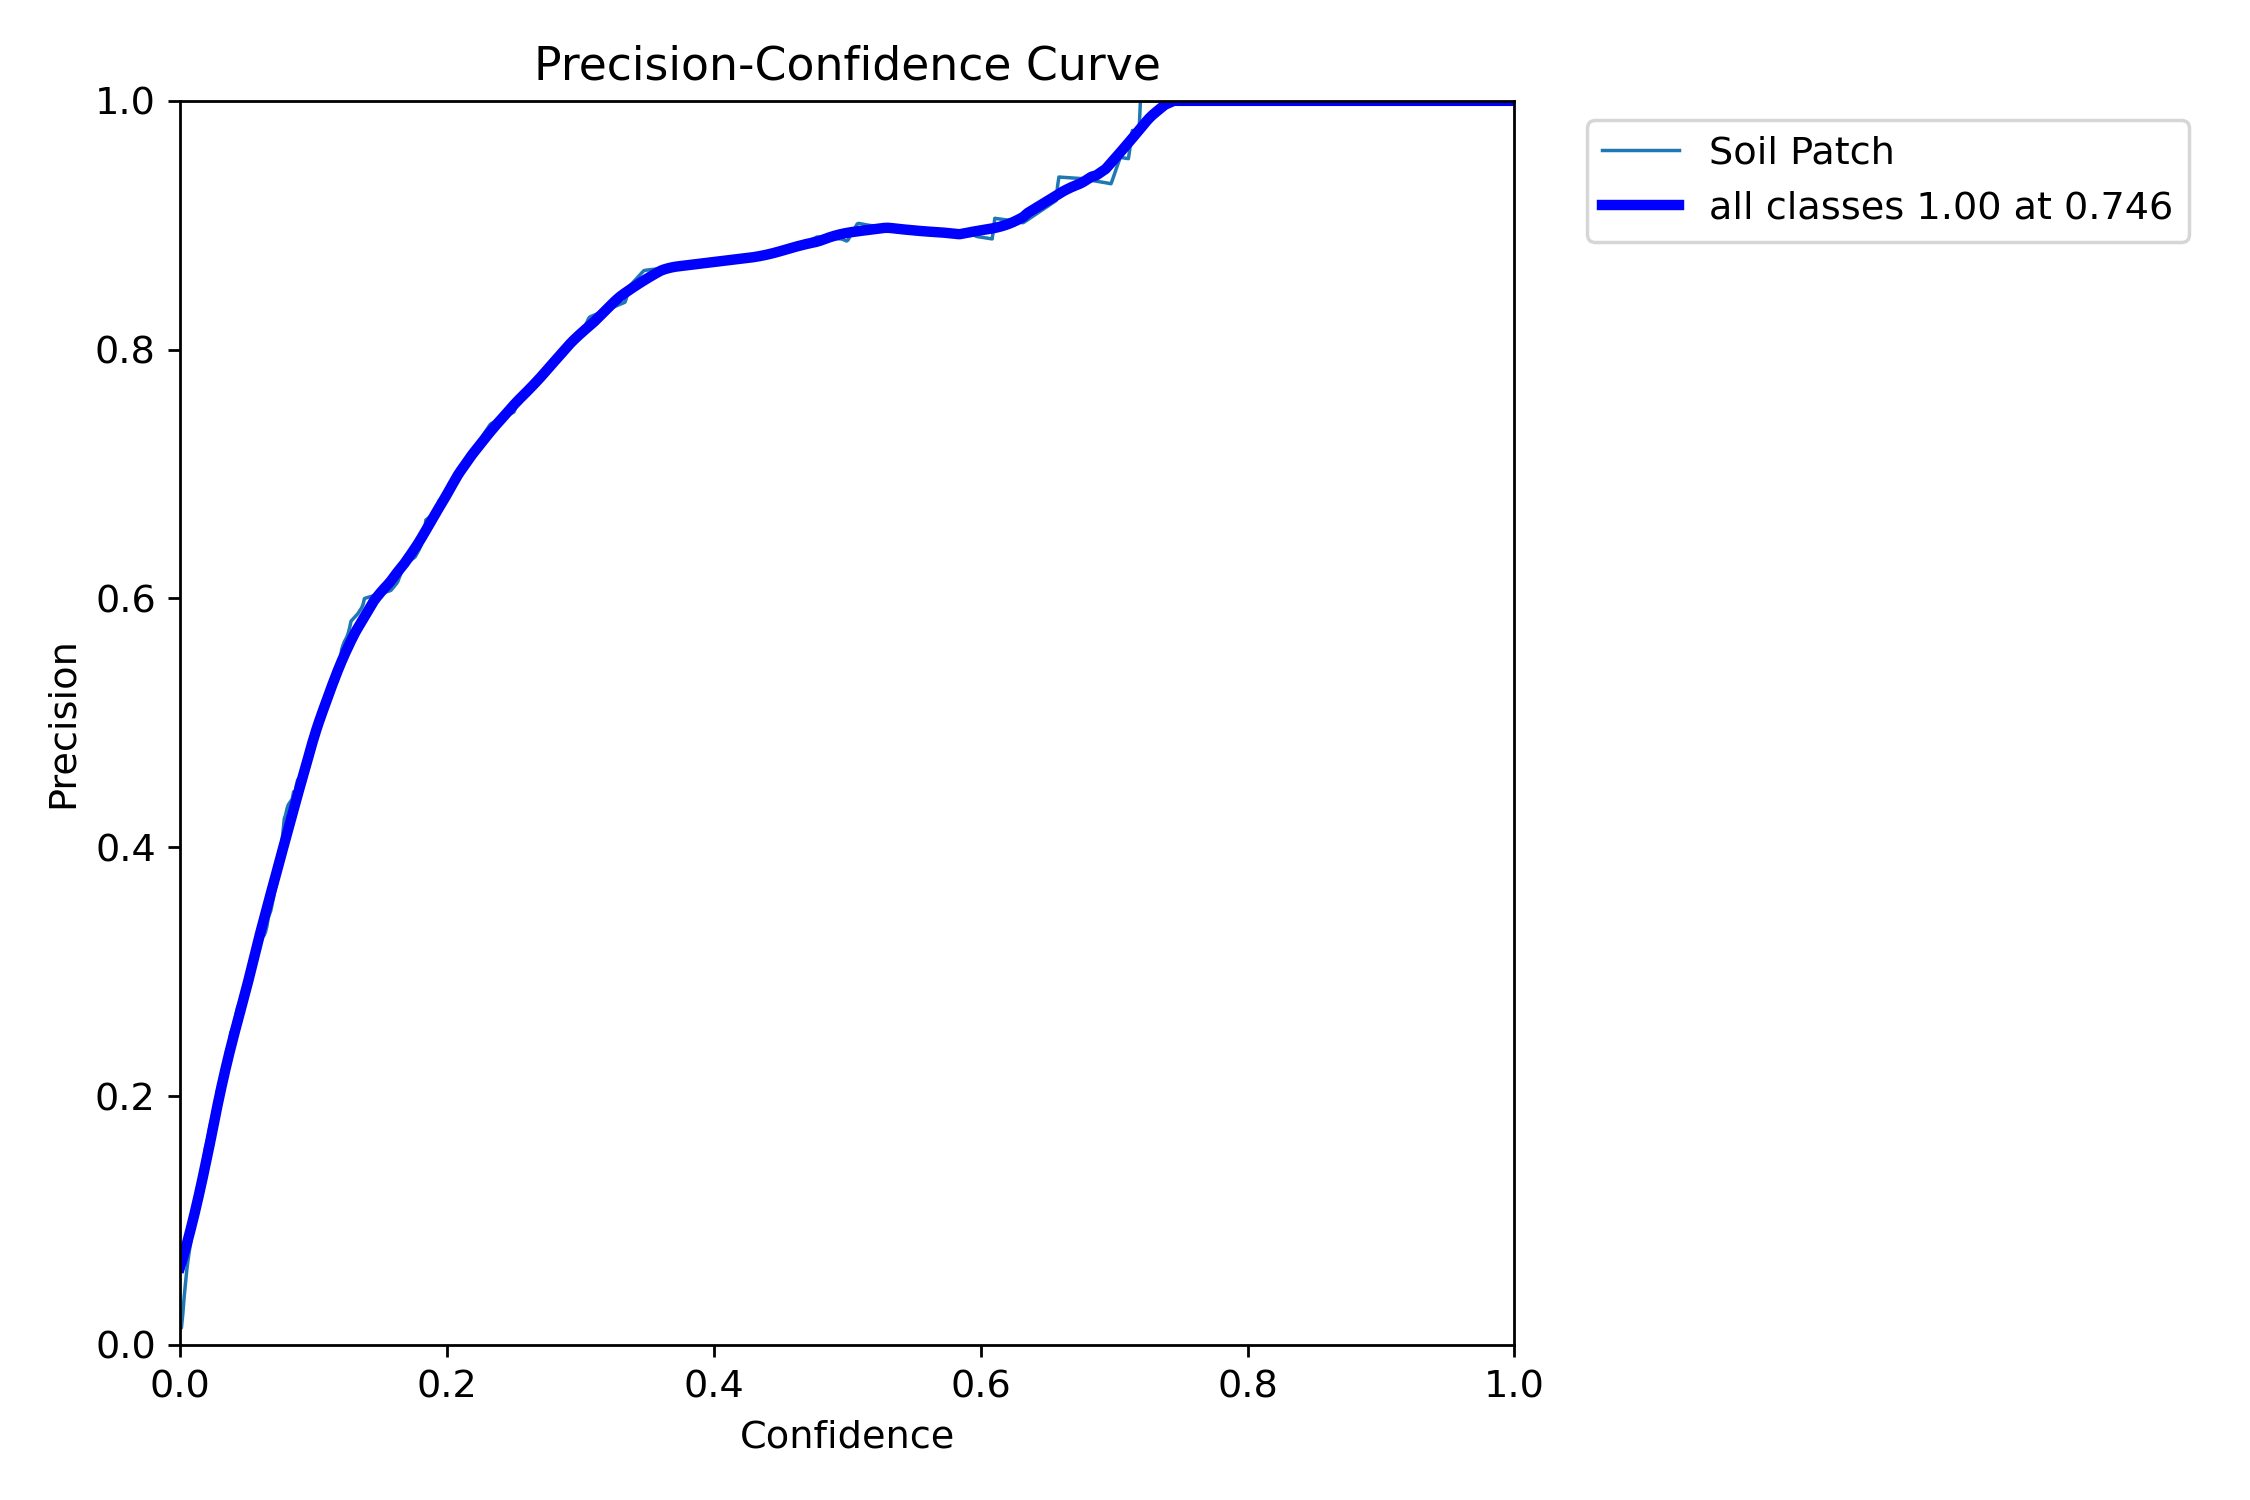 Precision-Confidence Curve
1.0
0.8
0.6
0.4
0.2
0.0
Precision
0.0 0.2 0.4 0.6 0.8 1.0
Confidence
Soil Patch
all classes 1.00 at 0.746